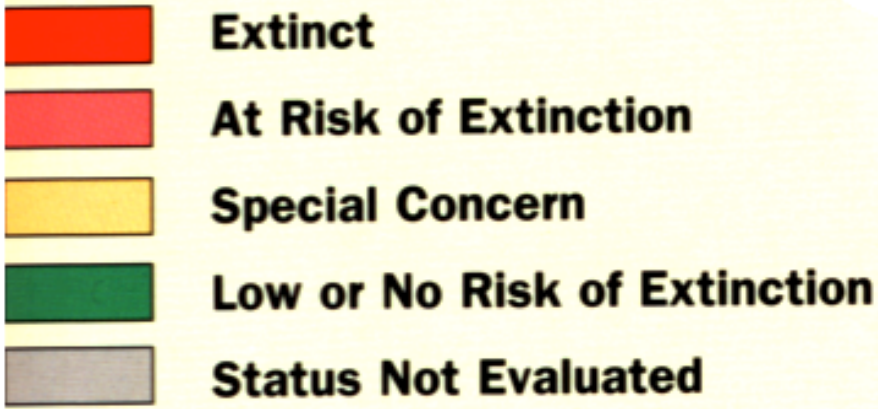 Extinct
At Risk of Extinction
Special Concern
Low or No Risk of Extinction
Status Not Evaluated